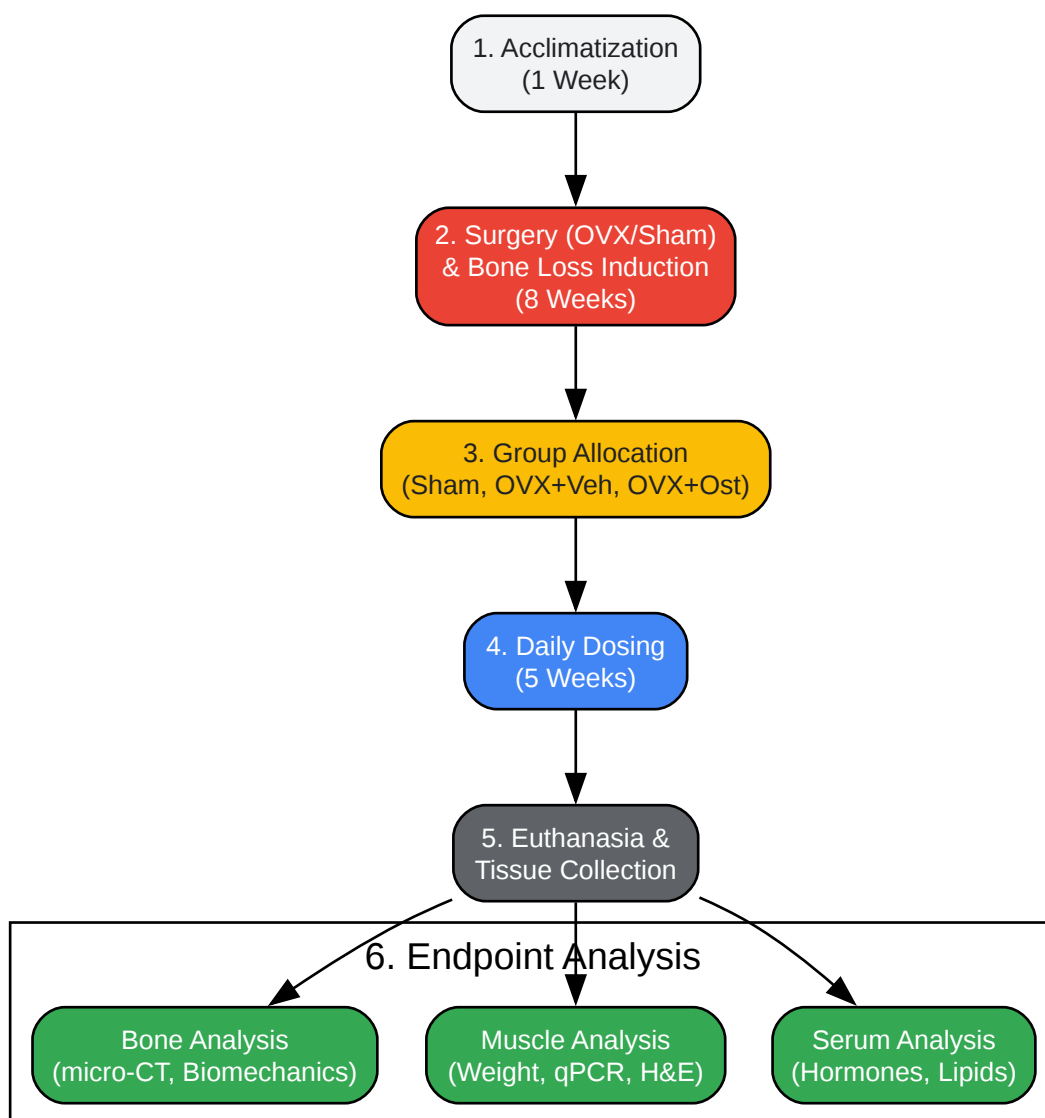 1. Acclimatization
(1 Week)
2. Surgery (OVX/Sham)
& Bone Loss Induction
(8 Weeks)
3. Group Allocation
(Sham, OVX+Veh, OVX+Ost)
4. Daily Dosing
(5 Weeks)
5. Euthanasia &
Tissue Collection
6. Endpoint Analysis
Bone Analysis
(micro-CT, Biomechanics)
Muscle Analysis
(Weight, qPCR, H&E)
Serum Analysis
(Hormones, Lipids)